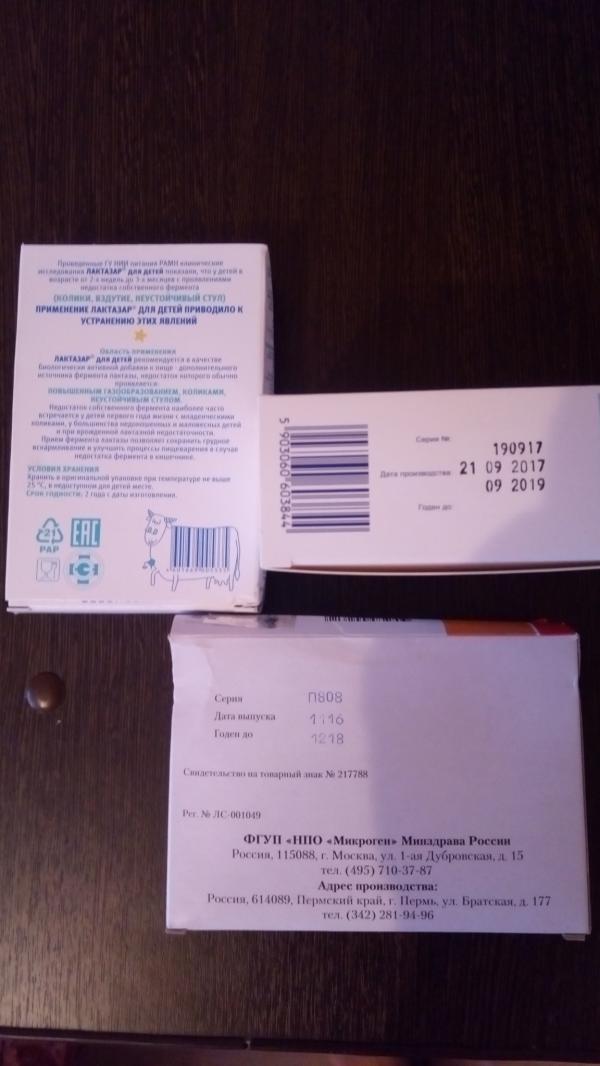 Проведенные ГУ НИИ питания РАМН клинические
исследования ЛАКТАЗАР® ДЛЯ ДЕТЕЙ показали, что у детей в
возрасте от 2-х недель до 3-х месяцев с проявлениями
недостатка собственного фермента
(КОЛИКИ, ВЗДУТИЕ, НЕУСТОЙЧИВЫЙ СТУЛ)
ПРИМЕНЕНИЕ ЛАКТАЗАР® ДЛЯ ДЕТЕЙ ПРИВОДИЛО К
УСТРАНЕНИЮ ЭТИХ ЯВЛЕНИЙ
ОБЛАСТЬ ПРИМЕНЕНИЯ
ЛАКТАЗАР® ДЛЯ ДЕТЕЙ рекомендуется в качестве
биологически активной добавки к пище - дополнительного
источника фермента лактазы, недостаток которого обычно
проявляется:
ПОВЫШЕННЫМ ГАЗООБРАЗОВАНИЕМ, КОЛИКАМИ,
НЕУСТОЙЧИВЫМ СТУЛОМ.
Недостаток собственного фермента наиболее часто
встречается у детей первого года жизни с младенческими
коликами, у большинства недоношенных и маловесных детей
и при врожденной лактазной недостаточности.
Прием фермента лактазы позволяет сохранить грудное
вскармливание и улучшить процессы пищеварения в случае
недостатка фермента в кишечнике.
УСЛОВИЯ ХРАНЕНИЯ
Хранить в оригинальной упаковке при температуре не выше
25 °C, в недоступном для детей месте.
СРОК ГОДНОСТИ: 2 года с даты изготовления.
21
PAP
EAC
5 903060 603844
Серия №:
190917
Дата производства:
21 09 2017
09 2019
Годен до:
Серия П808
Дата выпуска 1116
Годен до 1218
Свидетельство на товарный знак № 217788
Рег. № ЛС-001049
ФГУП «НПО «Микроген» Минздрава России
Россия, 115088, г. Москва, ул. 1-ая Дубровская, д. 15
тел. (495) 710-37-87
Адрес производства:
Россия, 614089, Пермский край, г. Пермь, ул. Братская, д. 177
тел. (342) 281-94-96